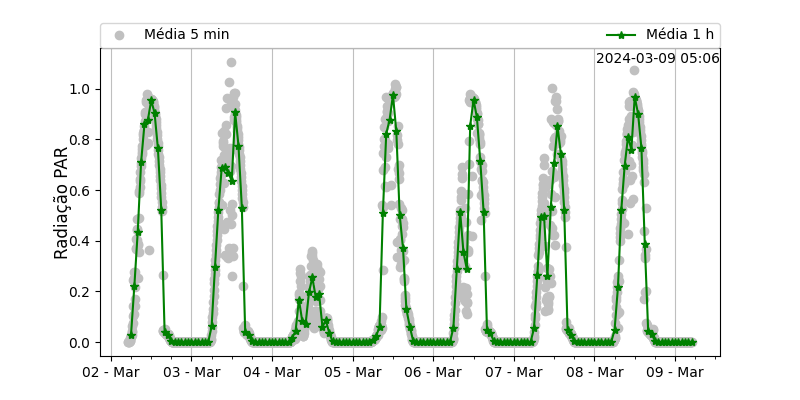 Média 5 min
Média 1 h
2024-03-09 05:06
Radiação PAR
1.0
0.8
0.6
0.4
0.2
0.0
02 - Mar
03 - Mar
04 - Mar
05 - Mar
06 - Mar
07 - Mar
08 - Mar
09 - Mar